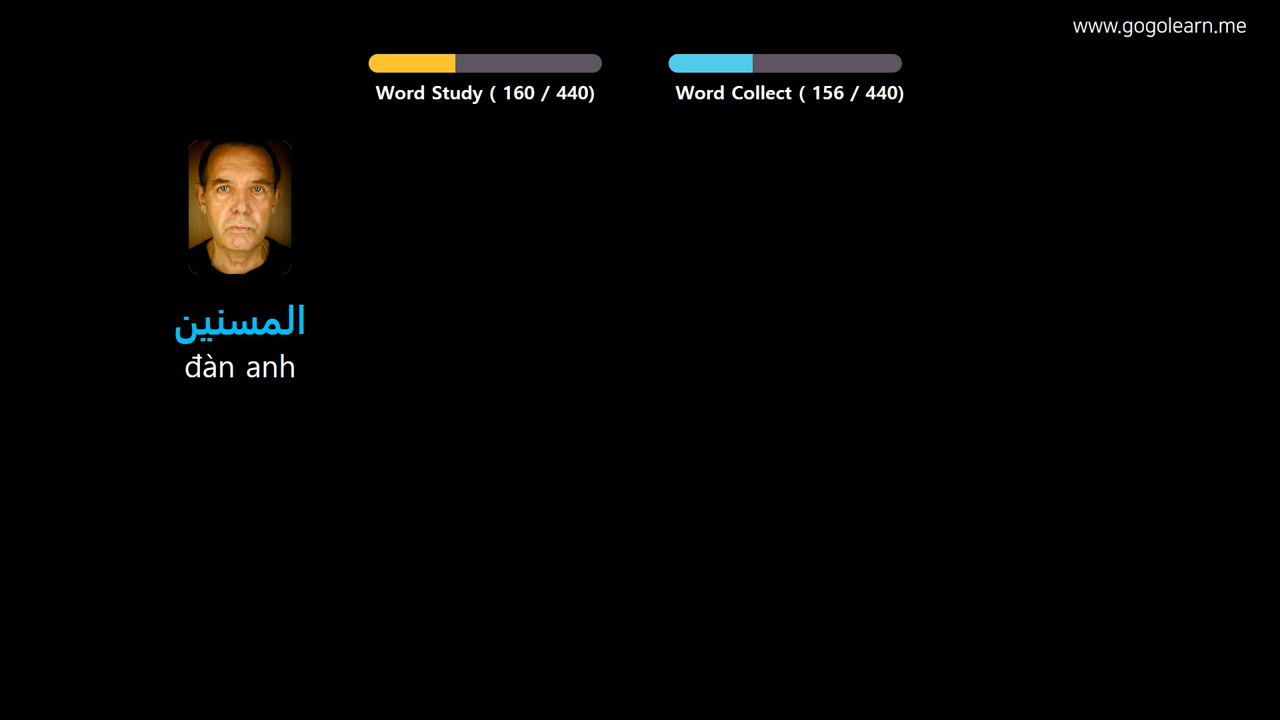 www.gogolearn.me
Word Study ( 160 / 440)
Word Collect ( 156 / 440)
المسنين
đàn anh